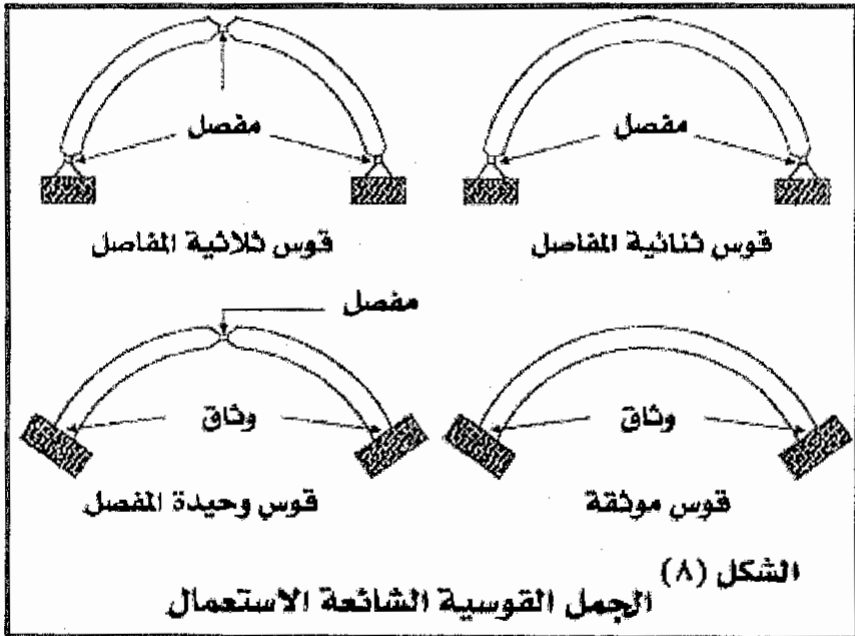 مفصل
مفصل
قوس ثنائية المفاصل
قوس ثلاثية المفاصل
مفصل
وثاق
وثاق
قوس موثقة
قوس وحيدة المفصل
الشكل (٨)
الجمل القوسية الشائعة الاستعمال